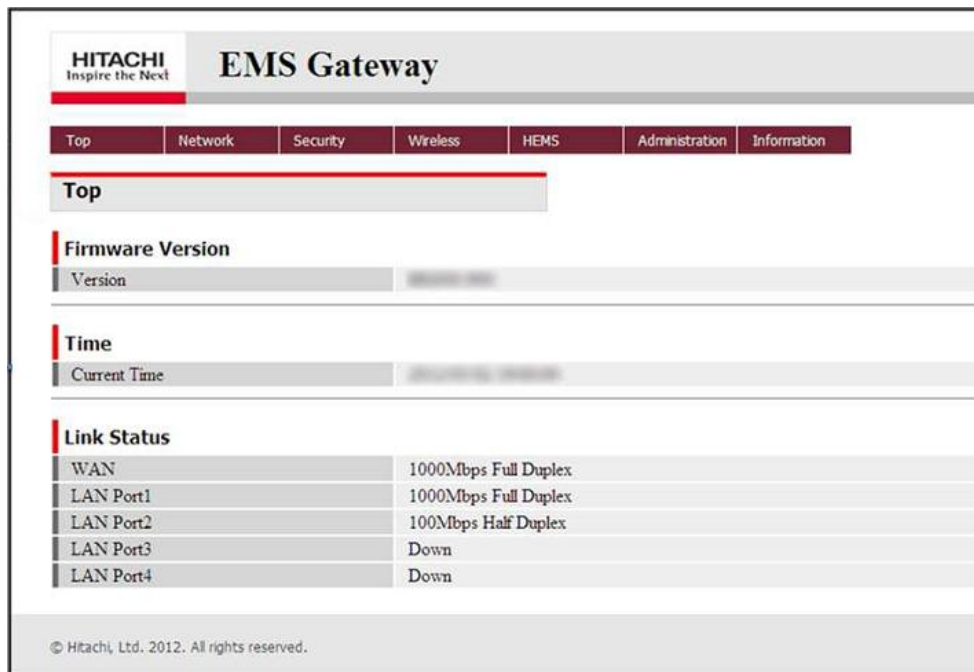 HITACHI
Inspire the Next
EMS Gateway
Top Network Security Wireless HEMS Administration Information
Top
Firmware Version
Version
Time
Current Time
Link Status
WAN 1000Mbps Full Duplex
LAN Port1 1000Mbps Full Duplex
LAN Port2 100Mbps Half Duplex
LAN Port3 Down
LAN Port4 Down
© Hitachi, Ltd. 2012. All rights reserved.